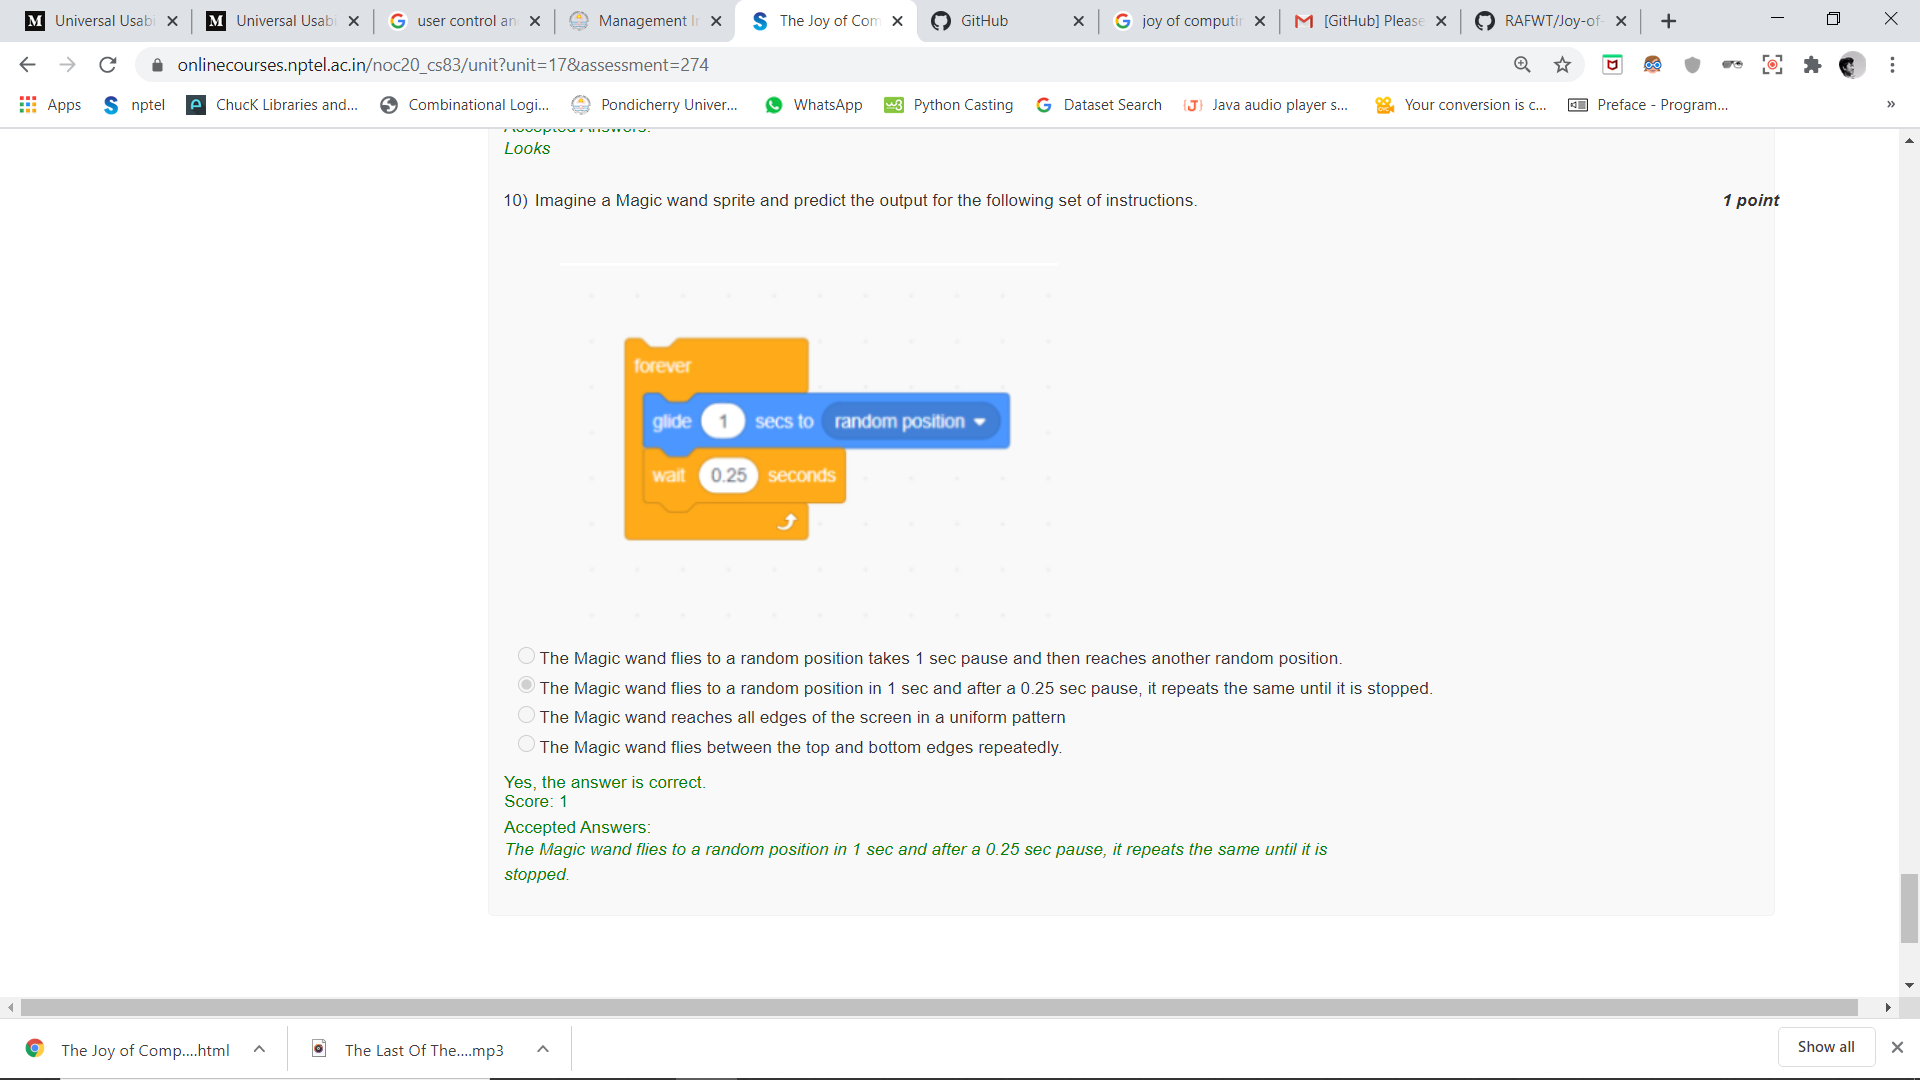 Universal Usabi
Universal Usabi
user control an
Management I
The Joy of Com
GitHub
joy of computin
[GitHub] Please
RAFWT/Joy-of-
onlinecourses.nptel.ac.in/noc20_cs83/unit?unit=17&assessment=274
Apps
nptel
ChucK Libraries and...
Combinational Logi...
Pondicherry Univer...
WhatsApp
Python Casting
Dataset Search
Java audio player s...
Your conversion is c...
Preface - Program...
»
Accepted Answers:
Looks
10) Imagine a Magic wand sprite and predict the output for the following set of instructions.
1 point
forever
glide 1 secs to random position
wait 0.25 seconds
The Magic wand flies to a random position takes 1 sec pause and then reaches another random position.
The Magic wand flies to a random position in 1 sec and after a 0.25 sec pause, it repeats the same until it is stopped.
The Magic wand reaches all edges of the screen in a uniform pattern
The Magic wand flies between the top and bottom edges repeatedly.
Yes, the answer is correct.
Score: 1
Accepted Answers:
The Magic wand flies to a random position in 1 sec and after a 0.25 sec pause, it repeats the same until it is
stopped.
The Joy of Comp....html
The Last Of The....mp3
Show all